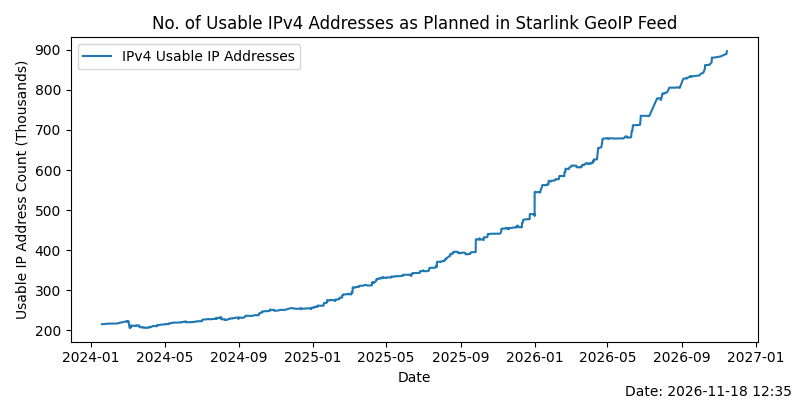 No. of Usable IPv4 Addresses as Planned in Starlink GeoIP Feed
IPv4 Usable IP Addresses
Usable IP Address Count (Thousands)
900
800
700
600
500
400
300
200
2024-01 2024-05 2024-09 2025-01 2025-05 2025-09 2026-01 2026-05 2026-09 2027-01
Date
Date: 2026-11-18 12:35